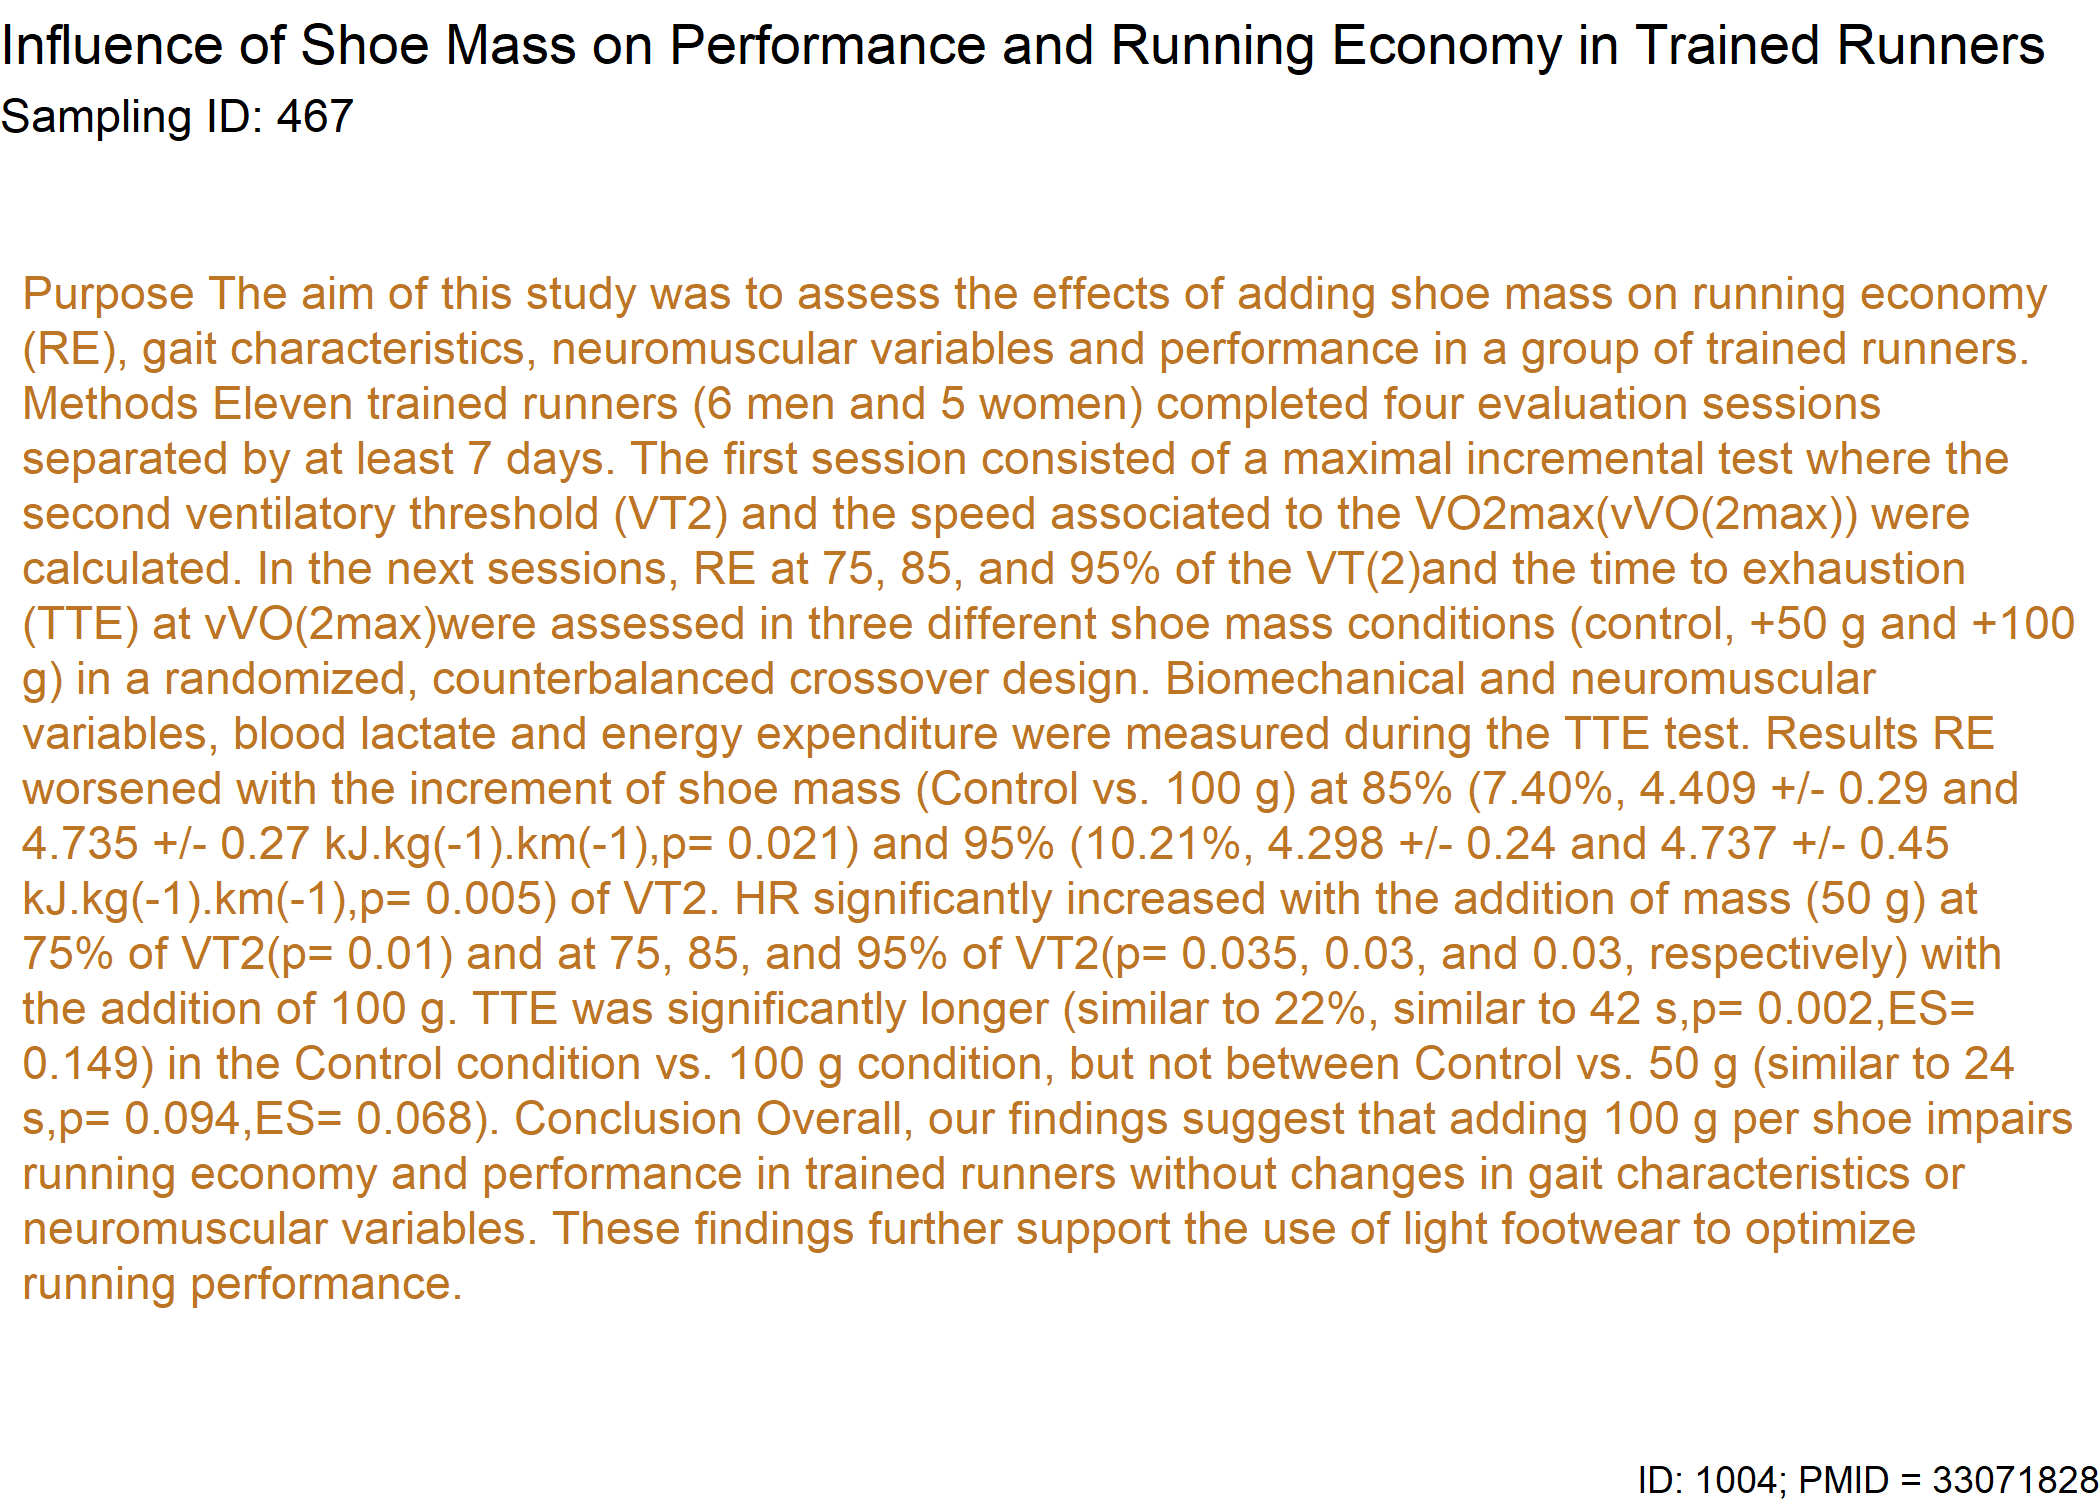 Influence of Shoe Mass on Performance and Running Economy in Trained Runners
Sampling ID: 467
Purpose The aim of this study was to assess the effects of adding shoe mass on running economy
(RE), gait characteristics, neuromuscular variables and performance in a group of trained runners.
Methods Eleven trained runners (6 men and 5 women) completed four evaluation sessions
separated by at least 7 days. The first session consisted of a maximal incremental test where the
second ventilatory threshold (VT2) and the speed associated to the VO2max(vVO(2max)) were
calculated. In the next sessions, RE at 75, 85, and 95% of the VT(2)and the time to exhaustion
(TTE) at vVO(2max)were assessed in three different shoe mass conditions (control, +50 g and +100
g) in a randomized, counterbalanced crossover design. Biomechanical and neuromuscular
variables, blood lactate and energy expenditure were measured during the TTE test. Results RE
worsened with the increment of shoe mass (Control vs. 100 g) at 85% (7.40%, 4.409 +/- 0.29 and
4.735 +/- 0.27 kJ.kg(-1).km(-1),p= 0.021) and 95% (10.21%, 4.298 +/- 0.24 and 4.737 +/- 0.45
kJ.kg(-1).km(-1),p= 0.005) of VT2. HR significantly increased with the addition of mass (50 g) at
75% of VT2(p= 0.01) and at 75, 85, and 95% of VT2(p= 0.035, 0.03, and 0.03, respectively) with
the addition of 100 g. TTE was significantly longer (similar to 22%, similar to 42 s,p= 0.002,ES=
0.149) in the Control condition vs. 100 g condition, but not between Control vs. 50 g (similar to 24
s,p= 0.094,ES= 0.068). Conclusion Overall, our findings suggest that adding 100 g per shoe impairs
running economy and performance in trained runners without changes in gait characteristics or
neuromuscular variables. These findings further support the use of light footwear to optimize
running performance.
ID: 1004; PMID = 33071828